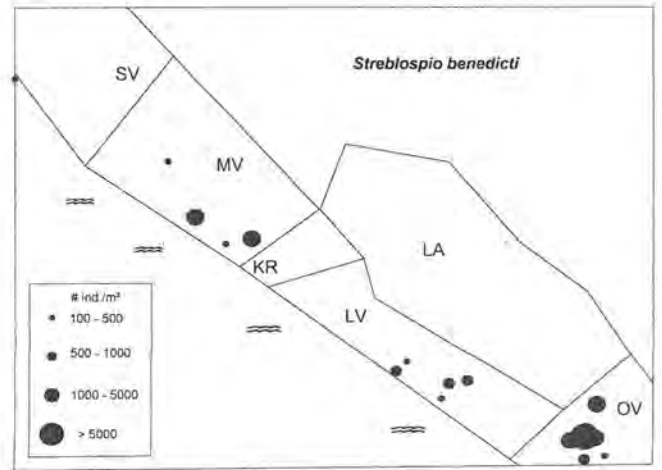 Streblospio benedicti
SV
MV
LA
KR
LV
OV
# ind./m²
100 - 500
500 - 1000
1000 - 5000
> 5000